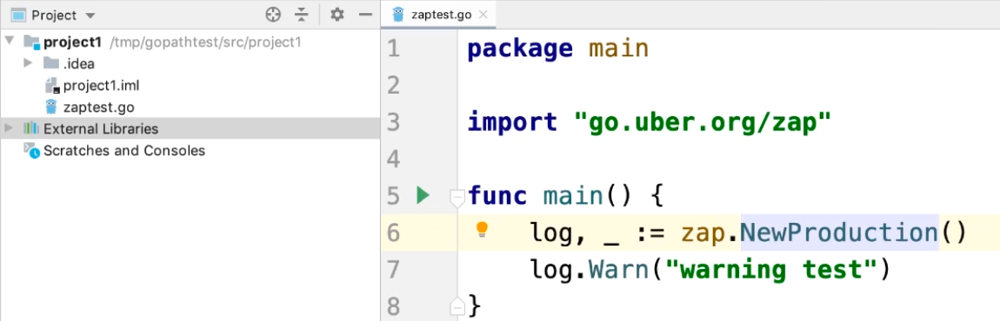 Project
project1 /tmp/gopathtest/src/project1
.idea
project1.iml
zaptest.go
External Libraries
Scratches and Consoles
zaptest.go
1 package main
2
3 import "go.uber.org/zap"
4
5 func main() {
6 log, _ := zap.NewProduction()
7 log.Warn("warning test")
8 }